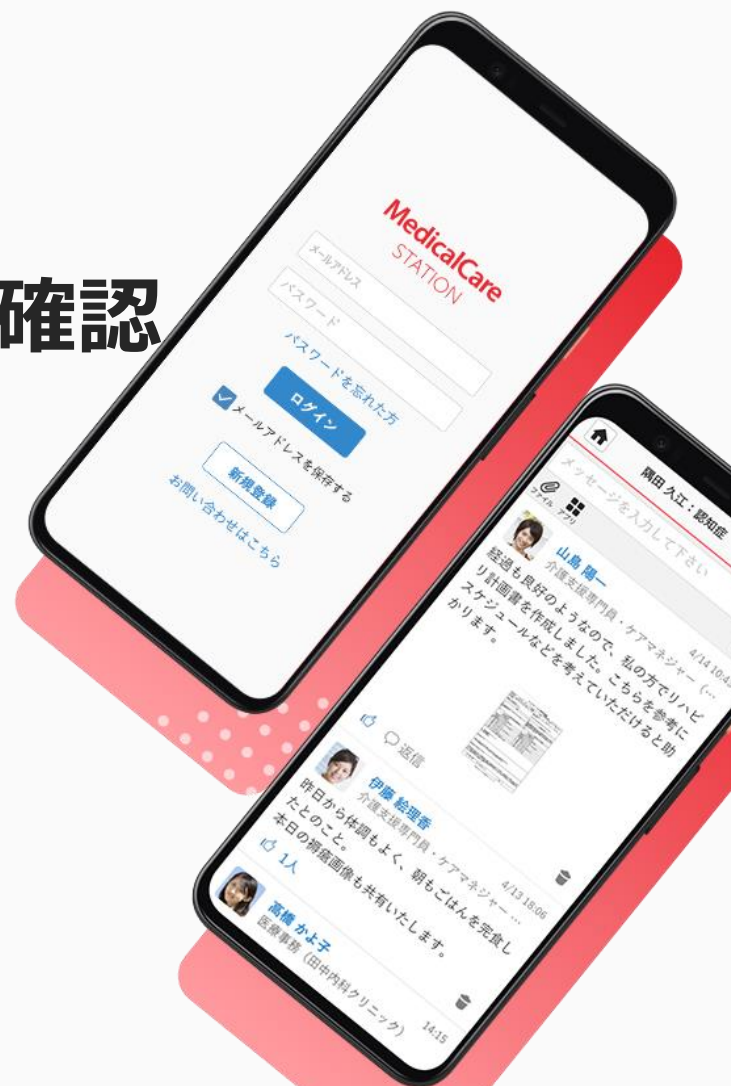 確認
MedicalCare
STATION
メールアドレス
パスワード
パスワードを忘れた方
ログイン
メールアドレスを保存する
新規登録
お問い合わせはこちら
隅田 久江：認知症
メッセージを入力して下さい
ファイル アプリ
山島 陽一
介護支援専門員・ケアマネジャー（…
4/14 10:43
経過も良好のようなので、私の方でリハビ
リ計画書を作成しました。こちらを参考に
スケジュールなどを考えていただけると助
かります。
返信
伊藤 絵理香
介護支援専門員・ケアマネジャー…
4/13 18:06
昨日から体調もよく、朝もごはんを完食し
たとのこと。
本日の褥瘡画像も共有いたします。
1人
高橋 かよ子
医療事務（田中内科クリニック）
14:15